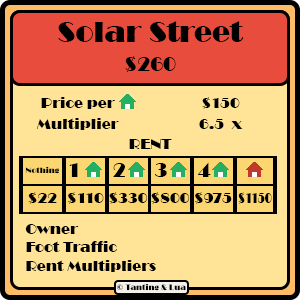 Solar Street
$260
Price per $150
Multiplier 6.5 x
RENT
Nothing 1 2 3 4
$22 $110 $330 $800 $975 $1150
Owner
Foot Traffic
Rent Multipliers
© Tanting & Lua